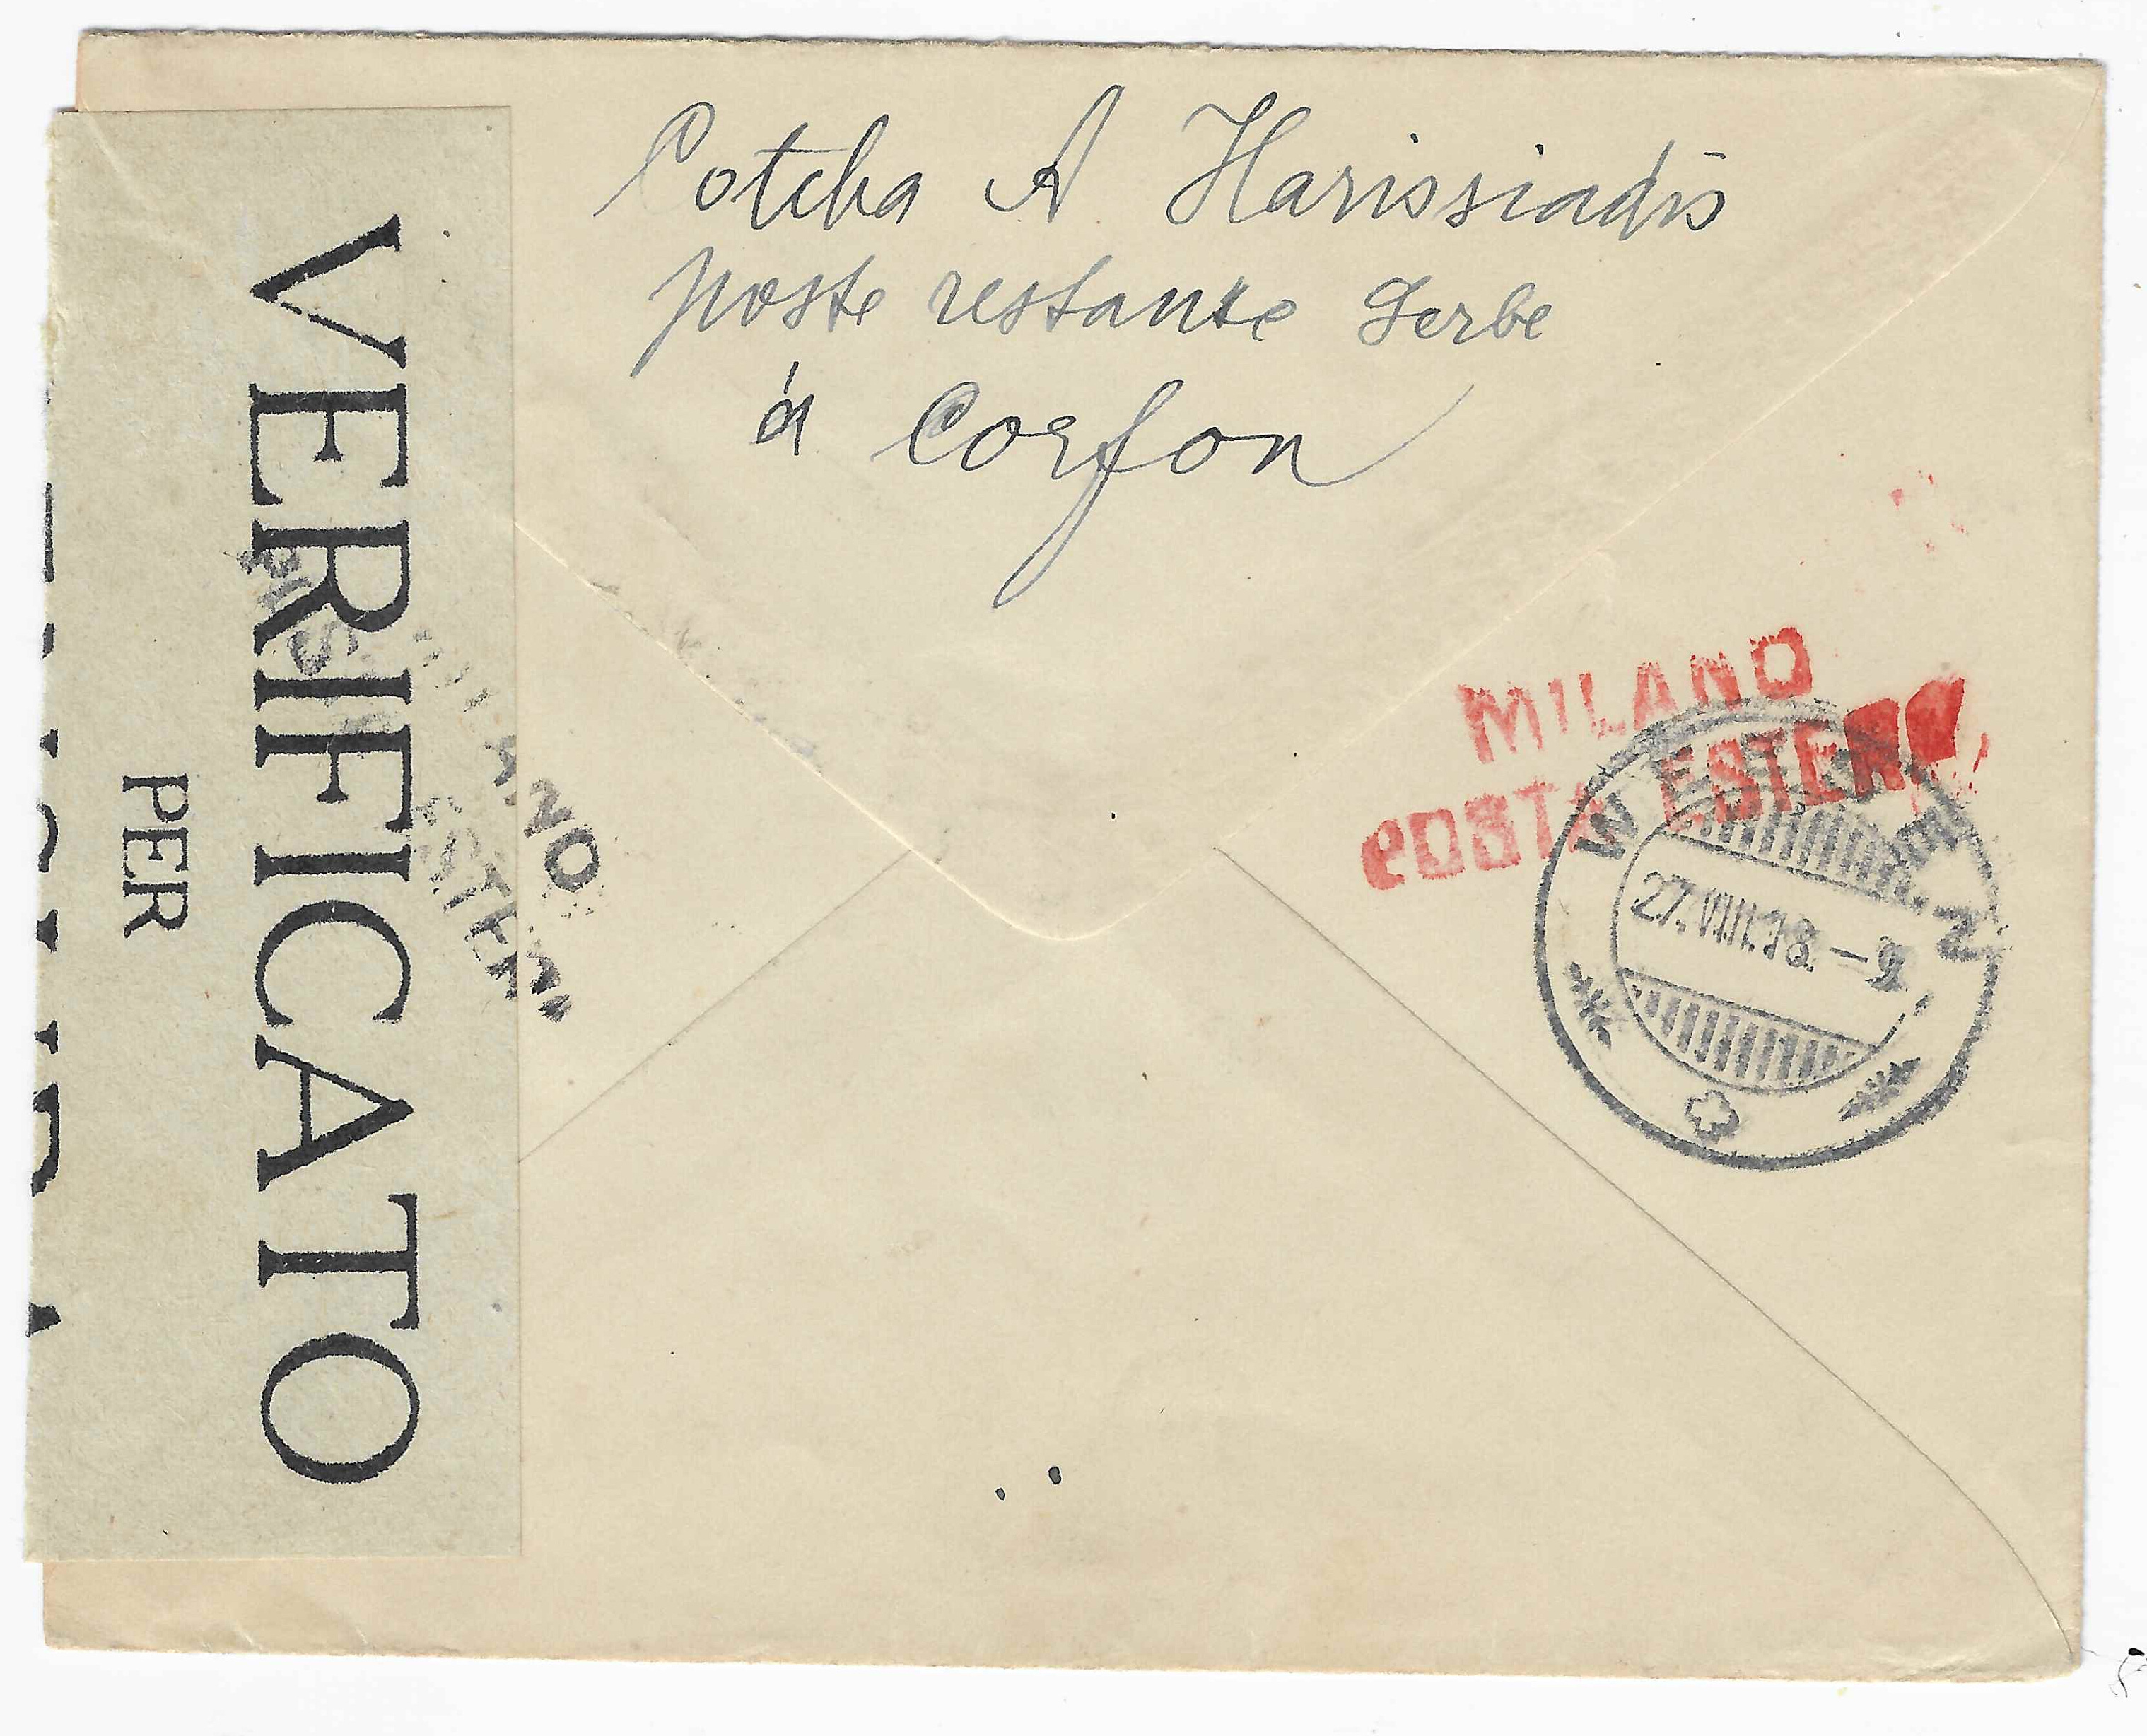 Cotcha A Harissiadis
poste restante Serbe
à Corfou
VERIFICATO
PER
MILANO
POSTA ESTERA
27.VIII.18.–9